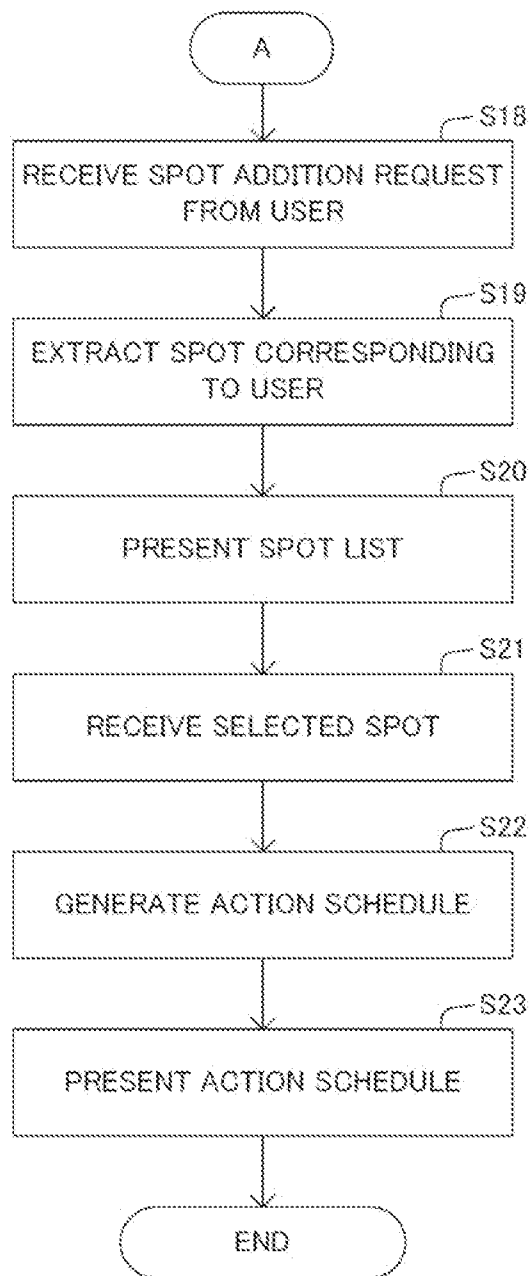 A
S18
RECEIVE SPOT ADDITION REQUEST
FROM USER
S19
EXTRACT SPOT CORRESPONDING
TO USER
S20
PRESENT SPOT LIST
S21
RECEIVE SELECTED SPOT
S22
GENERATE ACTION SCHEDULE
S23
PRESENT ACTION SCHEDULE
END